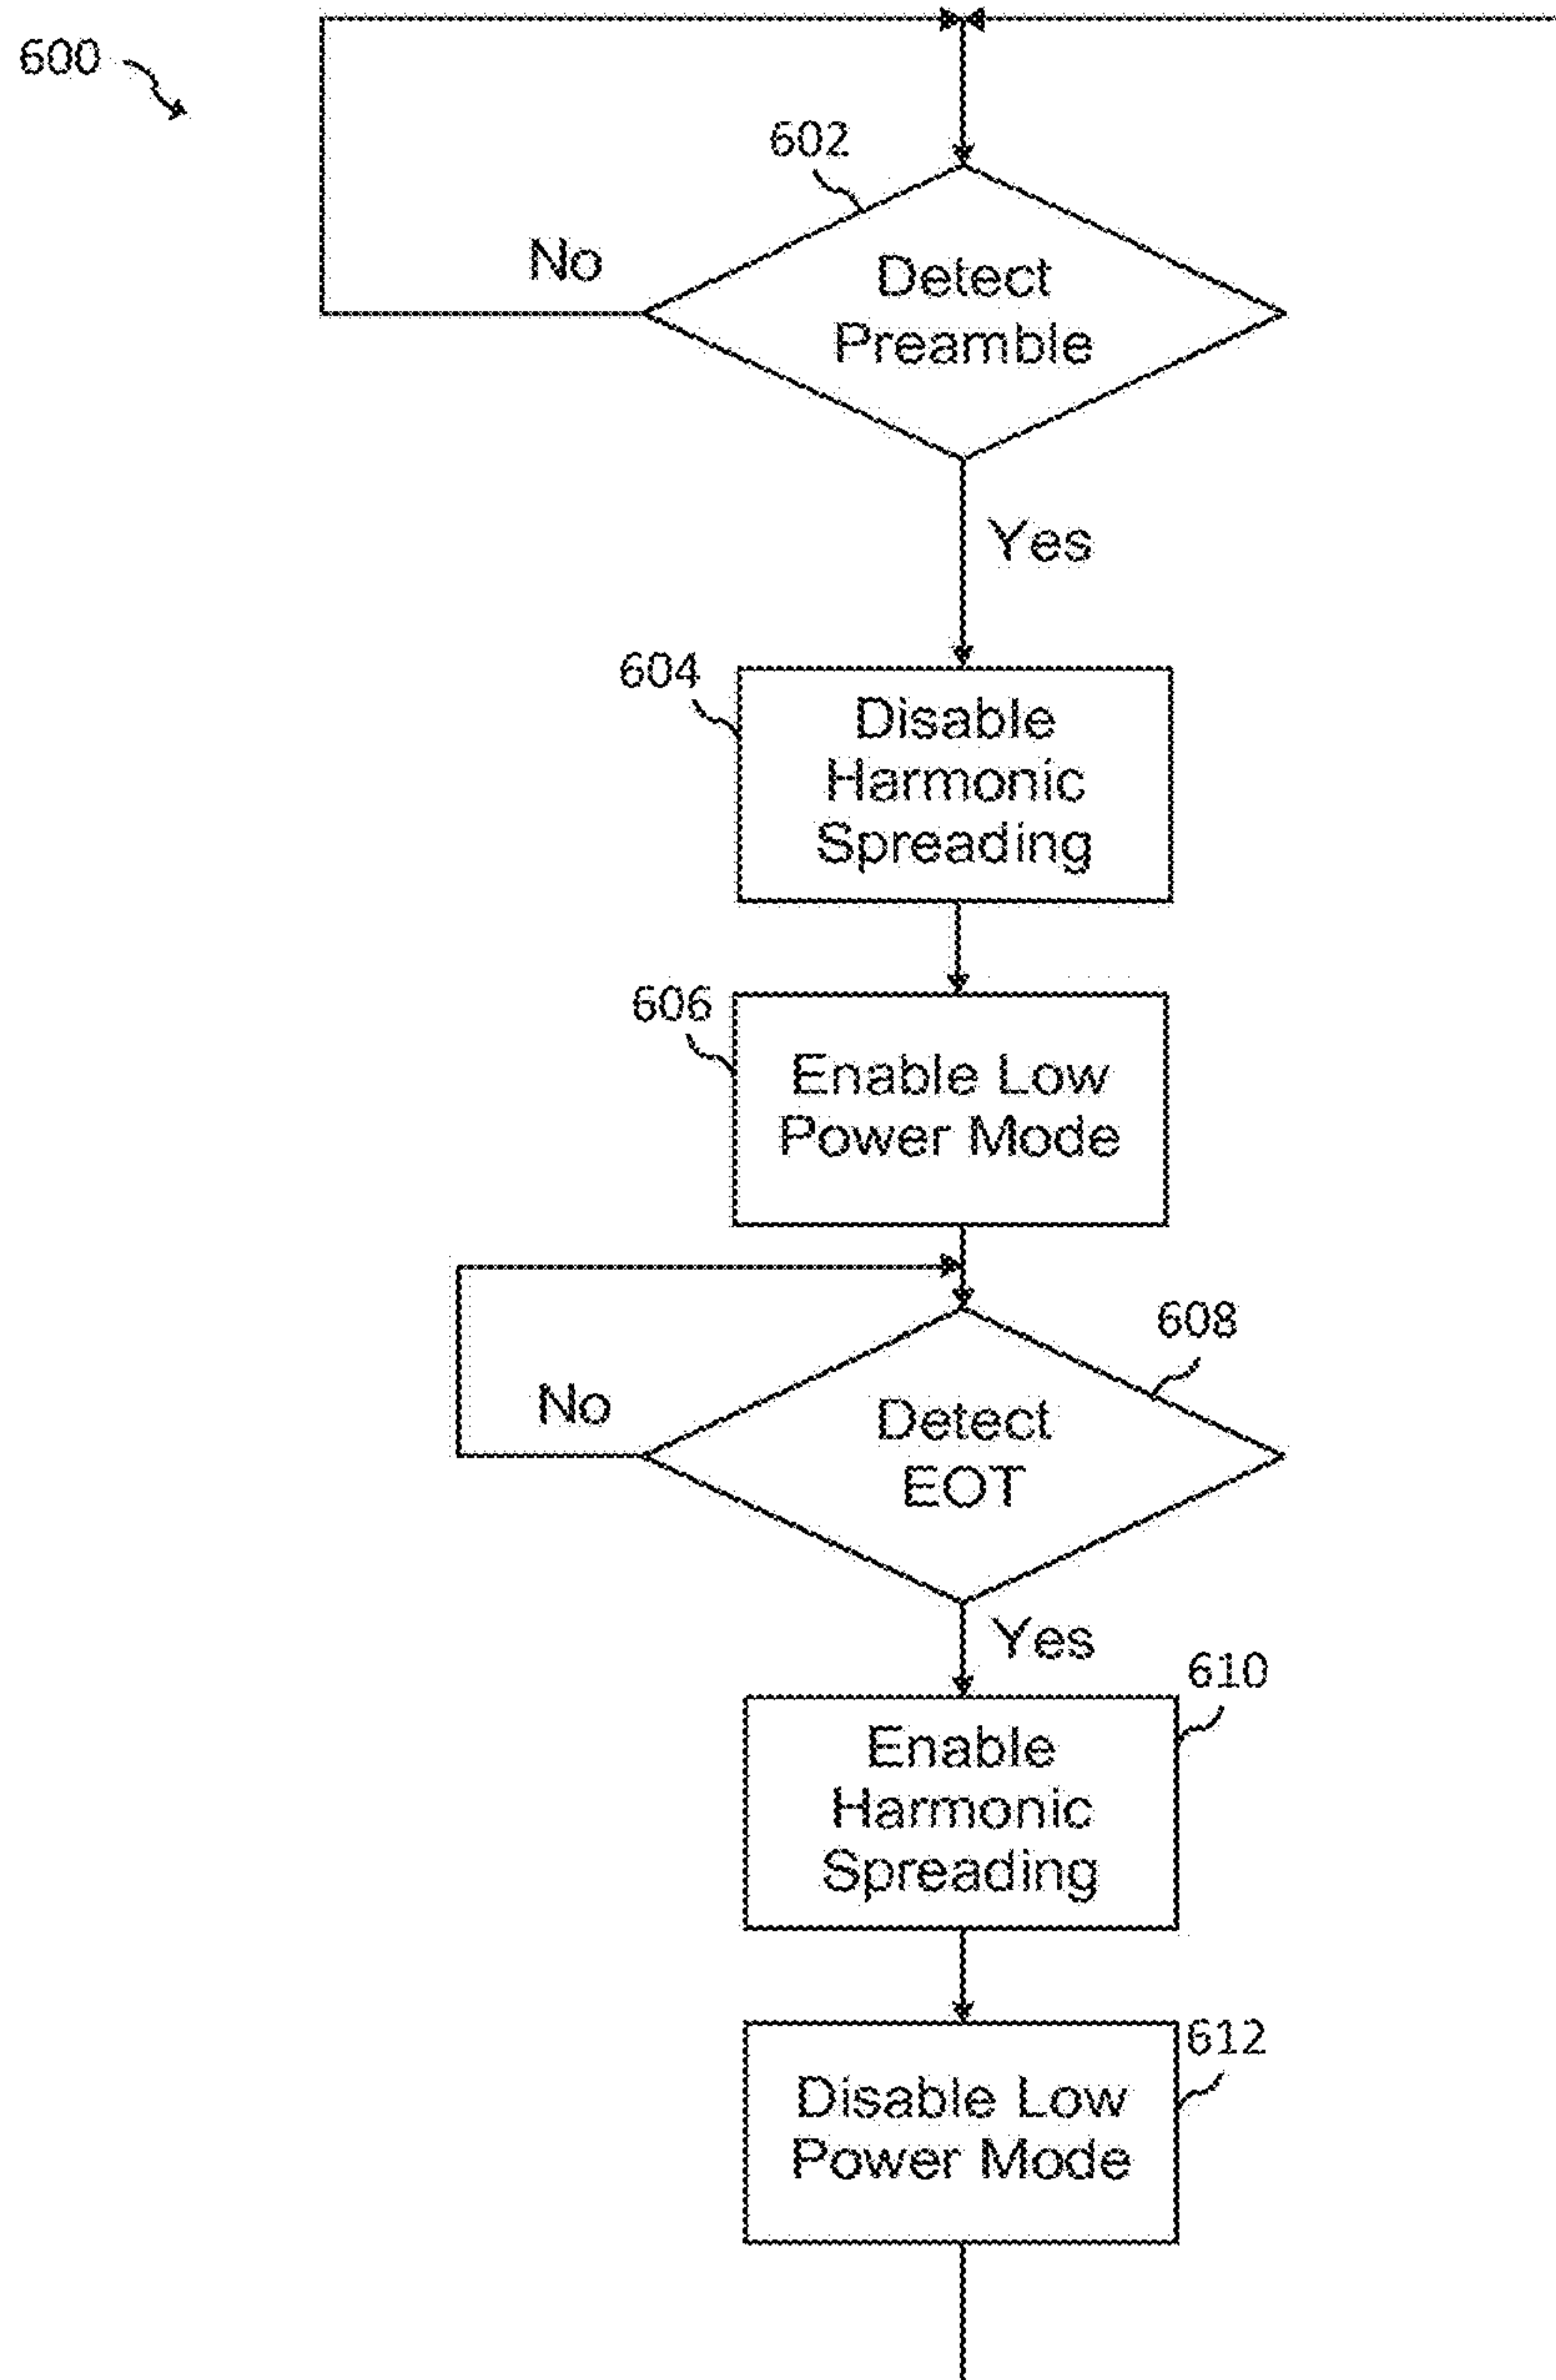 600
602
No
Detect
Preamble
Yes
604
Disable
Harmonic
Spreading
606
Enable Low
Power Mode
608
No
Detect
EOT
Yes
610
Enable
Harmonic
Spreading
612
Disable Low
Power Mode